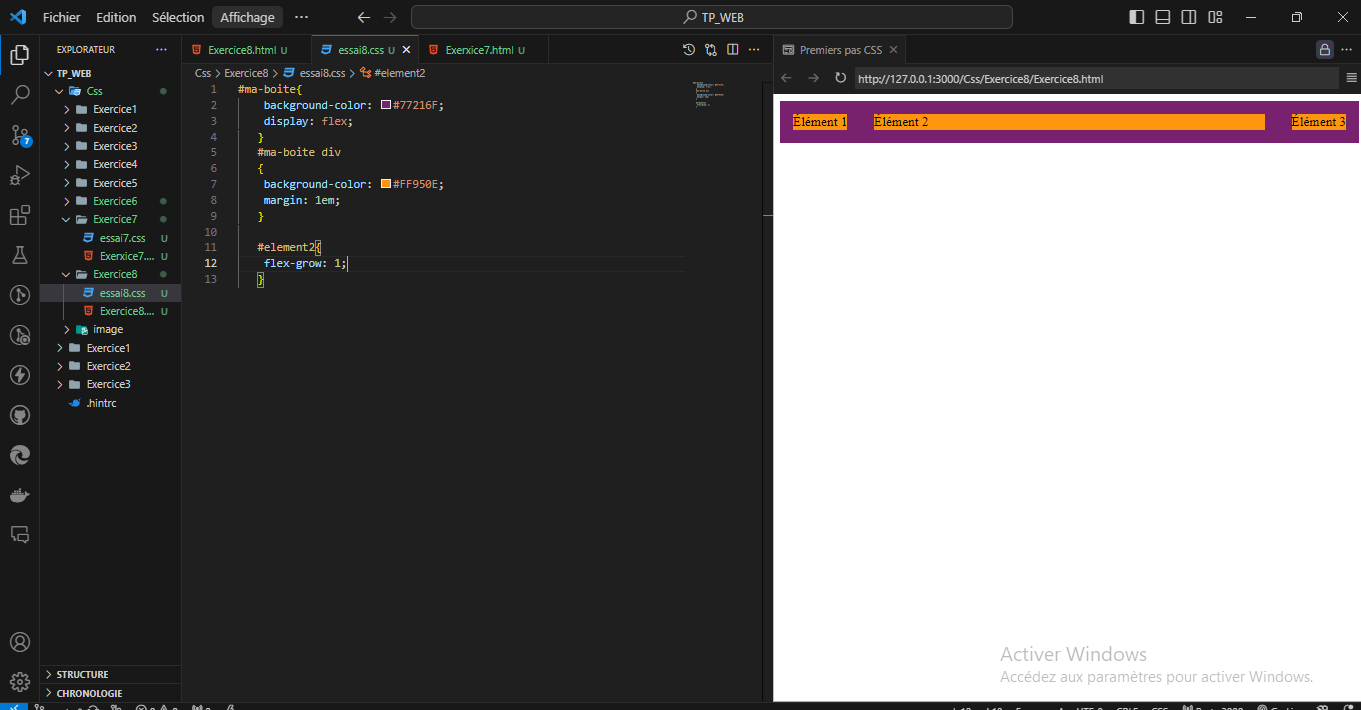 Fichier Edition Sélection Affichage ··· TP_WEB
EXPLORATEUR ···
TP_WEB
Css
Exercice1
Exercice2
Exercice3
Exercice4
Exercice5
Exercice6
Exercice7
essai7.css U
Exerxice7.... U
Exercice8
essai8.css U
Exercice8.... U
image
Exercice1
Exercice2
Exercice3
.hintrc
STRUCTURE
CHRONOLOGIE
7
Exercice8.html U essai8.css U Exerxice7.html U
Css > Exercice8 > essai8.css > #element2
1 #ma-boite{
2 background-color: #77216F;
3 display: flex;
4 }
5 #ma-boite div
6 {
7 background-color: #FF950E;
8 margin: 1em;
9 }
10
11 #element2{
12 flex-grow: 1;
13 }
Premiers pas CSS
http://127.0.0.1:3000/Css/Exercice8/Exercice8.html
Élément 1 Élément 2 Élément 3
Activer Windows
Accédez aux paramètres pour activer Windows.